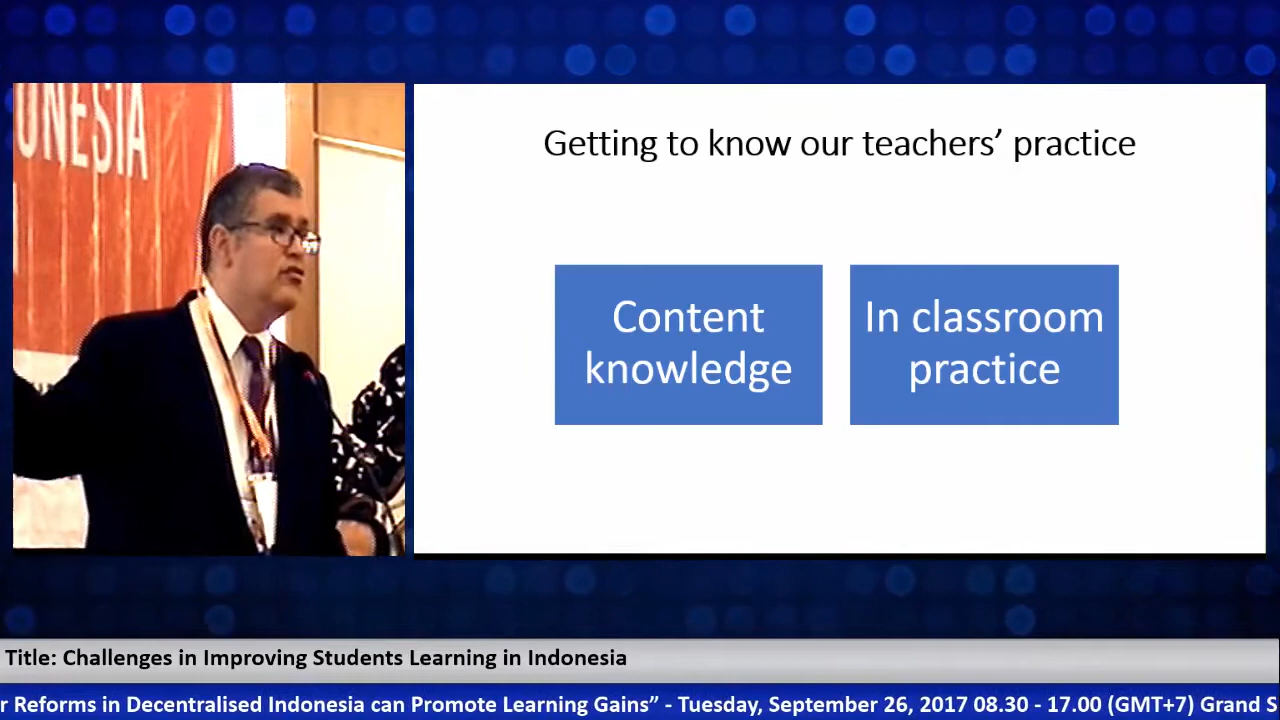 ONESIA
Getting to know our teachers’ practice
Content
knowledge
In classroom
practice
Title: Challenges in Improving Students Learning in Indonesia
r Reforms in Decentralised Indonesia can Promote Learning Gains” - Tuesday, September 26, 2017 08.30 - 17.00 (GMT+7) Grand S